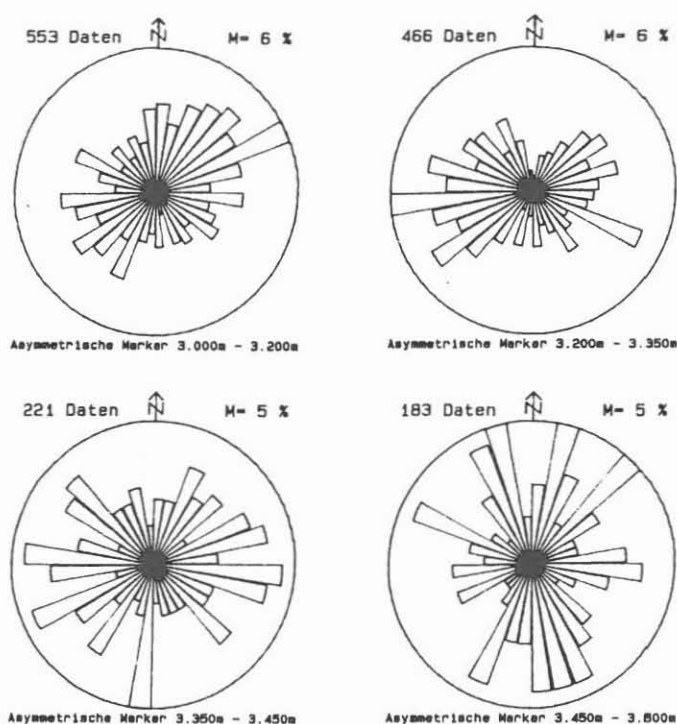 553 Daten N M= 6 %
466 Daten N M= 6 %
Asymmetrische Marker 3.000m - 3.200m
Asymmetrische Marker 3.200m - 3.350m
221 Daten N M= 5 %
183 Daten N M= 5 %
Asymmetrische Marker 3.350m - 3.450m
Asymmetrische Marker 3.450m - 3.600m